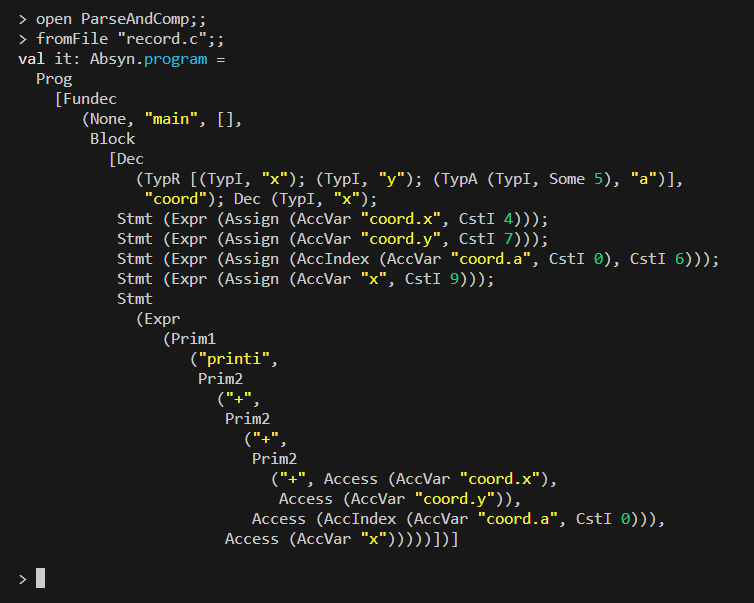 > open ParseAndComp;;
> fromFile "record.c";;
val it: Absyn.program =
  Prog
    [Fundec
       (None, "main", [],
        Block
          [Dec
             (TypR [(TypI, "x"); (TypI, "y"); (TypA (TypI, Some 5), "a")],
              "coord"); Dec (TypI, "x");
           Stmt (Expr (Assign (AccVar "coord.x", CstI 4)));
           Stmt (Expr (Assign (AccVar "coord.y", CstI 7)));
           Stmt (Expr (Assign (AccIndex (AccVar "coord.a", CstI 0), CstI 6)));
           Stmt (Expr (Assign (AccVar "x", CstI 9)));
           Stmt
             (Expr
                (Prim1
                   ("printi",
                    Prim2
                      ("+",
                       Prim2
                         ("+",
                          Prim2
                            ("+", Access (AccVar "coord.x"),
                             Access (AccVar "coord.y")),
                          Access (AccIndex (AccVar "coord.a", CstI 0))),
                       Access (AccVar "x")))))])]
>